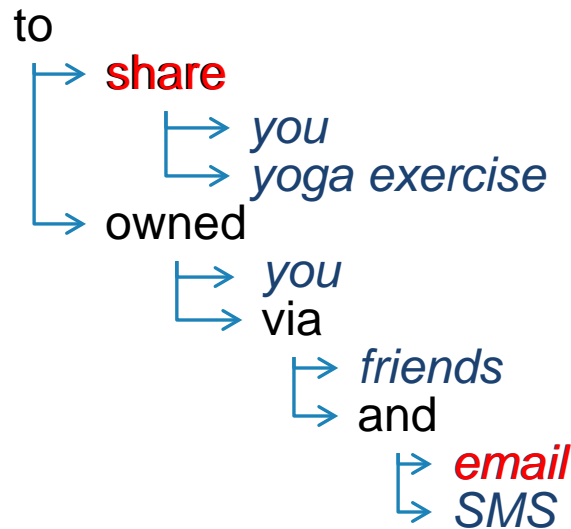 to
share
you
yoga exercise
owned
you
via
friends
and
email
SMS